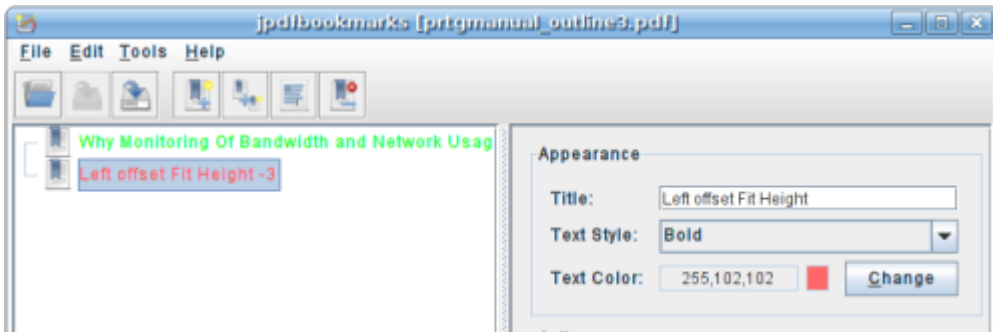 jpdfbookmarks [prtgmanual_outline3.pdf]
File Edit Tools Help
Why Monitoring Of Bandwidth and Network Usag
Left offset Fit Height -3
Appearance
Title: Left offset Fit Height
Text Style: Bold
Text Color: 255,102,102 Change